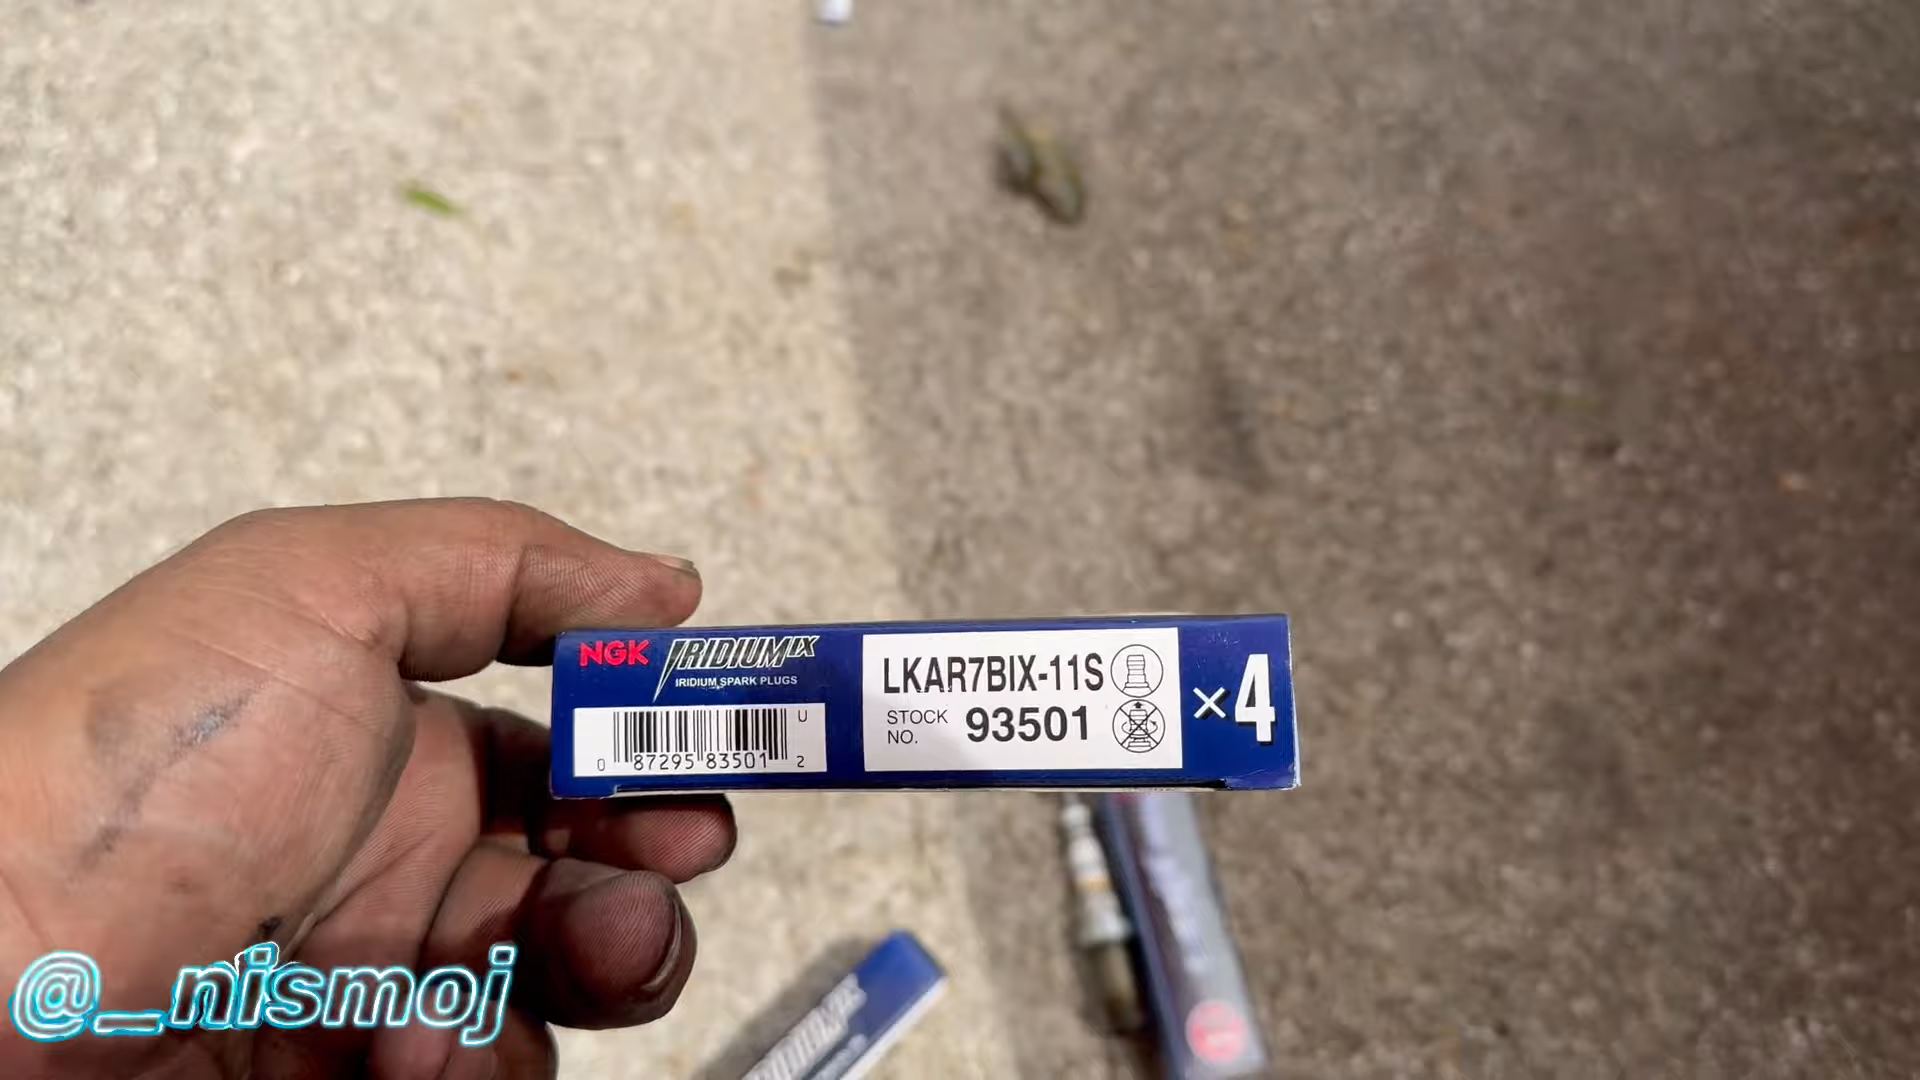 NGK IRIDIUM IX
IRIDIUM SPARK PLUGS
U
0 87295 83501 2
LKAR7BIX-11S
STOCK NO. 93501
×4
@_nismoj